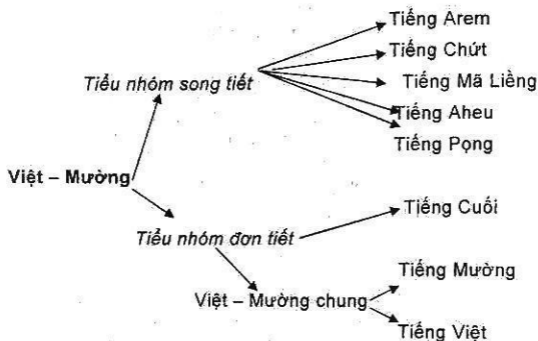 Tiếng Arem
Tiếng Chứt
Tiểu nhóm song tiết
Tiếng Mã Liềng
Tiếng Aheu
Tiếng Pọng
Việt – Mường
Tiếng Cuối
Tiểu nhóm đơn tiết
Tiếng Mường
Việt – Mường chung
Tiếng Việt